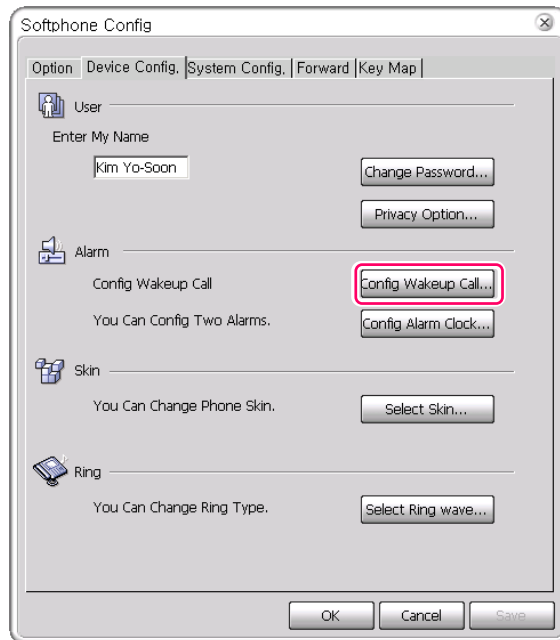 Softphone Config
Option Device Config. System Config. Forward Key Map
User
Enter My Name
Kim Yo-Soon
Change Password...
Privacy Option...
Alarm
Config Wakeup Call
Config Wakeup Call...
You Can Config Two Alarms.
Config Alarm Clock...
Skin
You Can Change Phone Skin.
Select Skin...
Ring
You Can Change Ring Type.
Select Ring wave...
OK Cancel Save